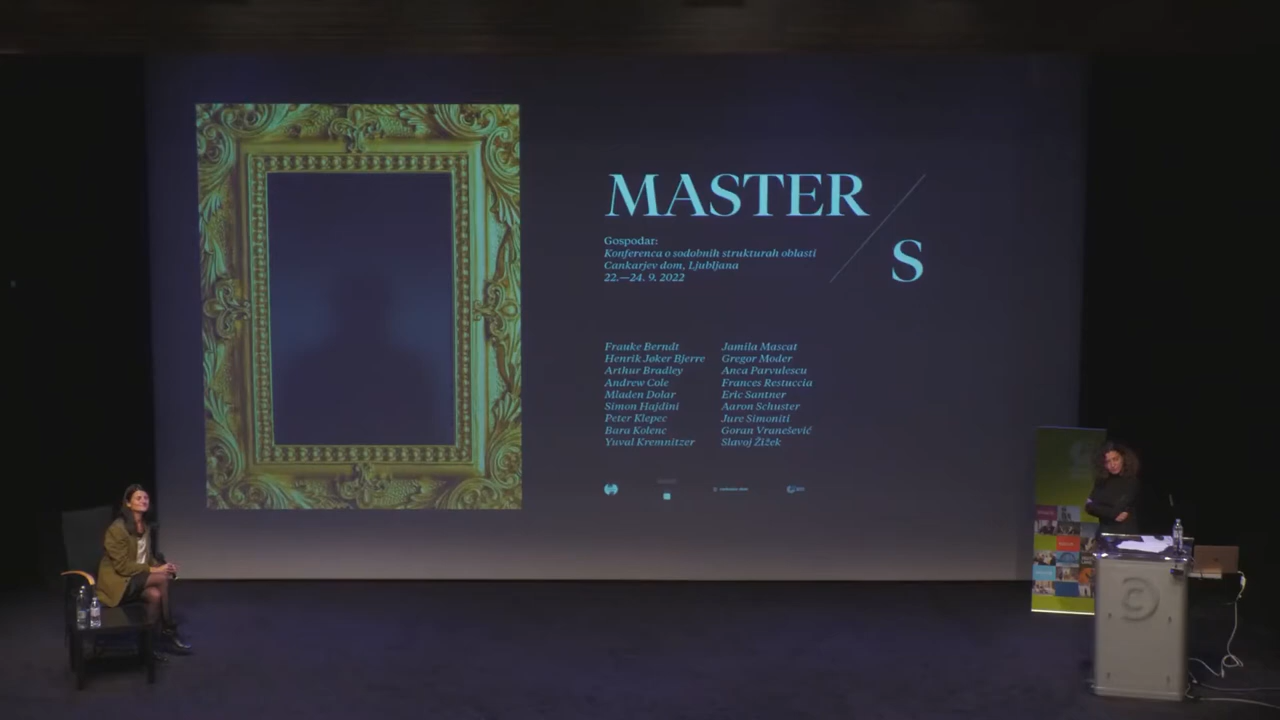 MASTER
S
Gospodar:
Konferenca o sodobnih strukturah oblasti
Cankarjev dom, Ljubljana
22.—24. 9. 2022
Frauke Berndt
Henrik Jøker Bjerre
Arthur Bradley
Andrew Cole
Mladen Dolar
Simon Hajdini
Peter Klepec
Bara Kolenc
Yuval Kremnitzer
Jamila Mascat
Gregor Moder
Anca Parvulescu
Frances Restuccia
Eric Santner
Aaron Schuster
Jure Simoniti
Goran Vranešević
Slavoj Žižek